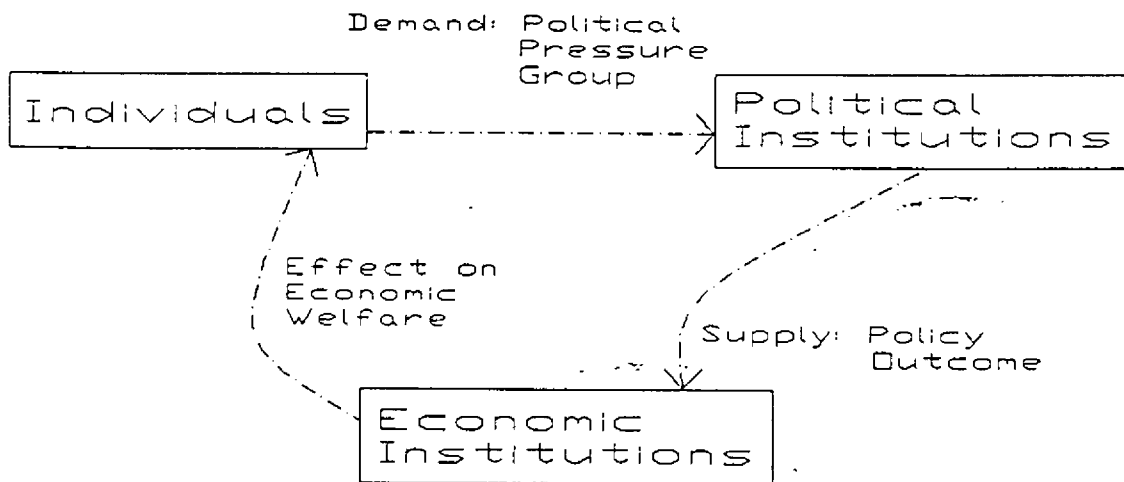 Demand: Political
Pressure
Group
Individuals
Political
Institutions
Effect on
Economic
Welfare
Supply: Policy
Outcome
Economic
Institutions